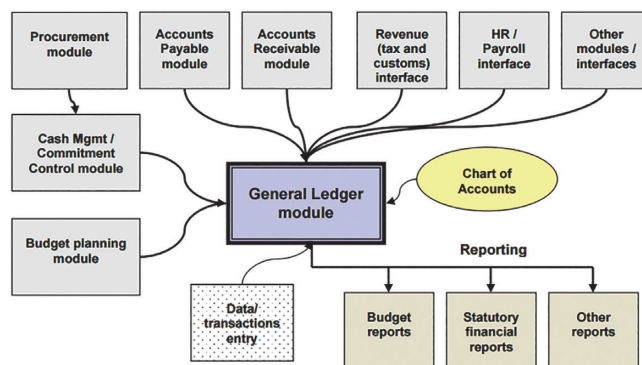 Procurement
module
Accounts
Payable
module
Accounts
Receivable
module
Revenue
(tax and
customs)
interface
HR /
Payroll
interface
Other
modules /
interfaces
Cash Mgmt /
Commitment
Control module
General Ledger
module
Chart of
Accounts
Budget planning
module
Reporting
Data/
transactions
entry
Budget
reports
Statutory
financial
reports
Other
reports